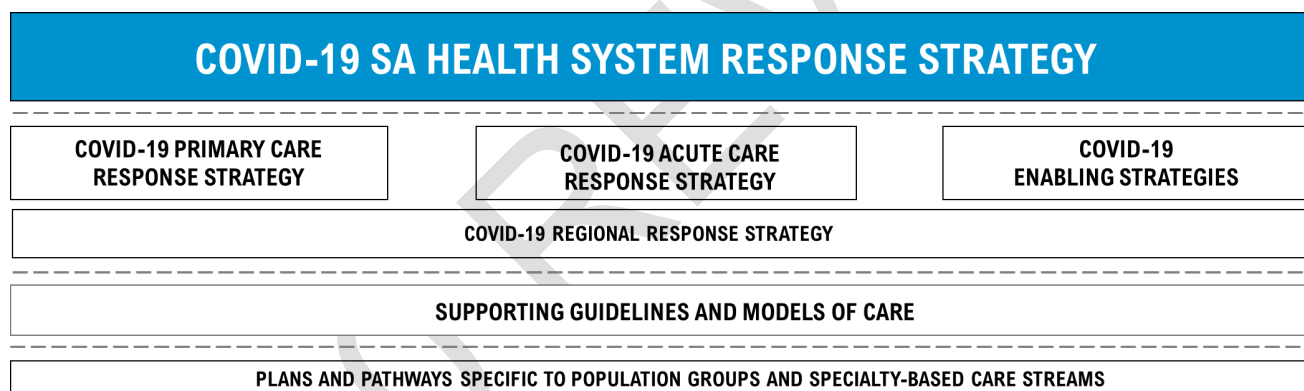 COVID-19 SA HEALTH SYSTEM RESPONSE STRATEGY
COVID-19 PRIMARY CARE
RESPONSE STRATEGY
COVID-19 ACUTE CARE
RESPONSE STRATEGY
COVID-19
ENABLING STRATEGIES
COVID-19 REGIONAL RESPONSE STRATEGY
SUPPORTING GUIDELINES AND MODELS OF CARE
PLANS AND PATHWAYS SPECIFIC TO POPULATION GROUPS AND SPECIALTY-BASED CARE STREAMS